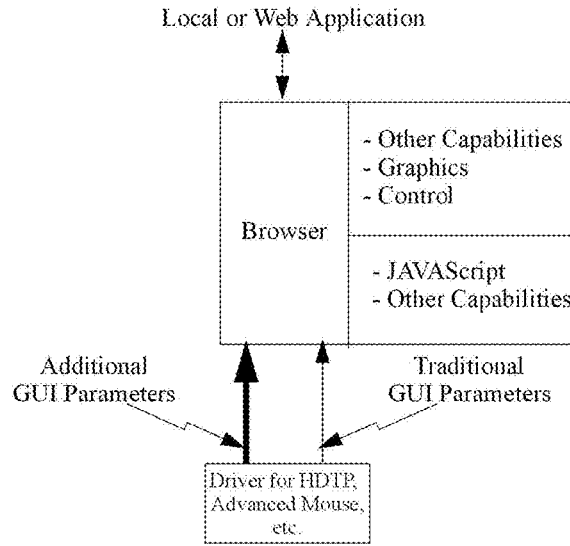 Local or Web Application
- Other Capabilities
- Graphics
- Control
Browser
- JAVAScript
- Other Capabilities
Additional
GUI Parameters
Traditional
GUI Parameters
Driver for HDTP,
Advanced Mouse,
etc.